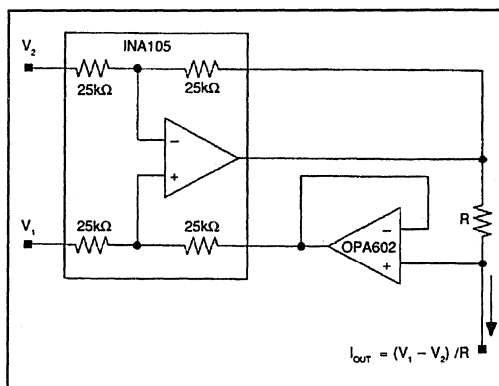 INA105
V2
25kΩ
25kΩ
−
+
V1
25kΩ
25kΩ
−
OPA602
+
R
IOUT = (V1 − V2) /R